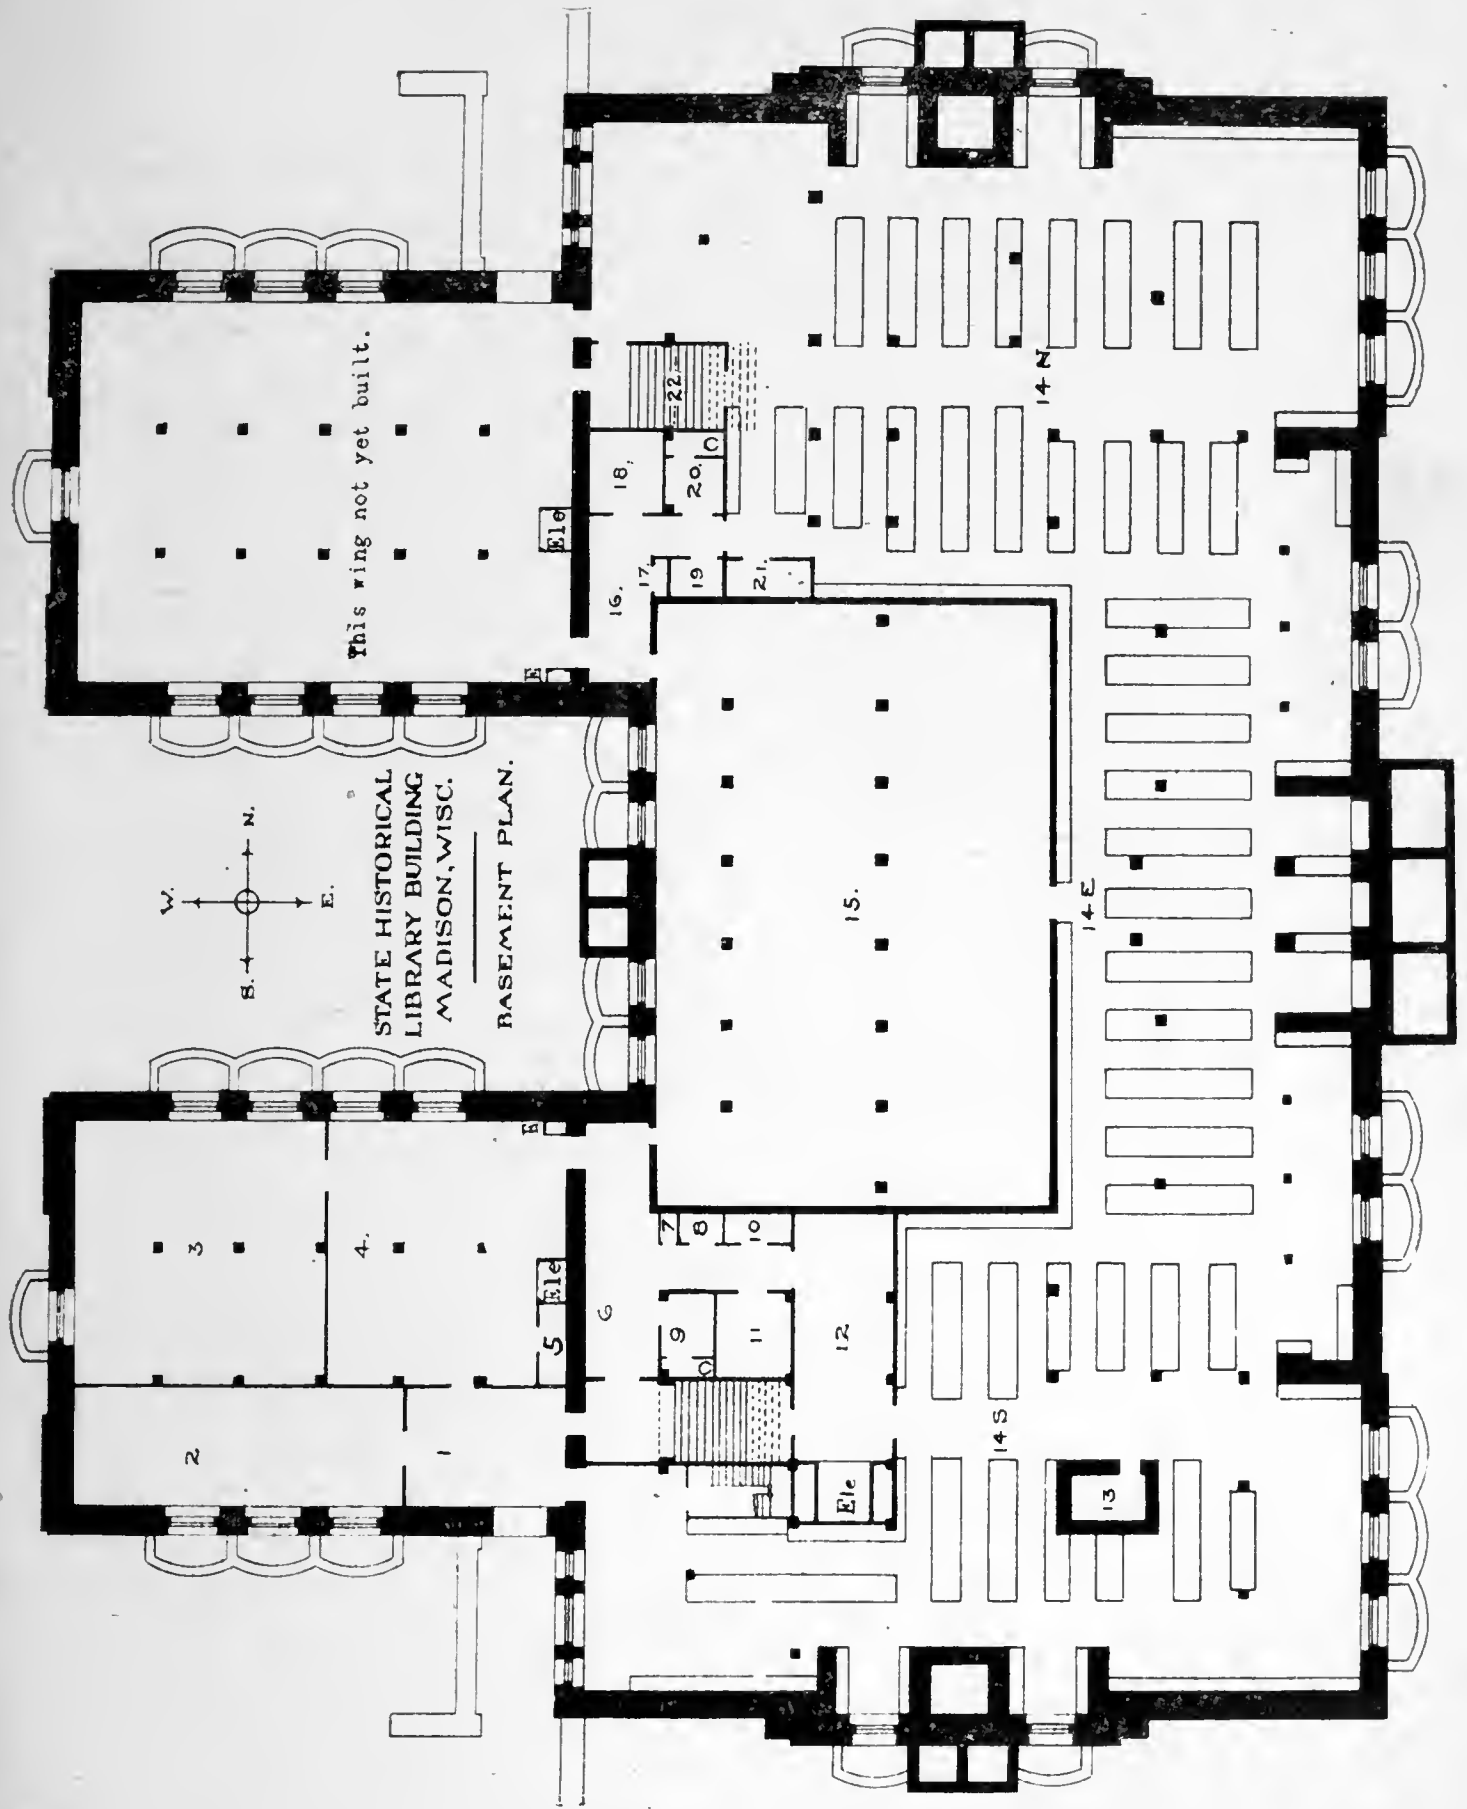 This wing not yet built.
STATE HISTORICAL
LIBRARY BUILDING
MADISON, WISC.
BASEMENT PLAN.
W.
N.
E.
S.
1
2
3
4.
5
Ele
E
6
7
8
9
10
11
12
Ele
13
14 S
14 E
14 N
15.
16.
17.
18.
19
20.
21.
22
Ele
E
C
C